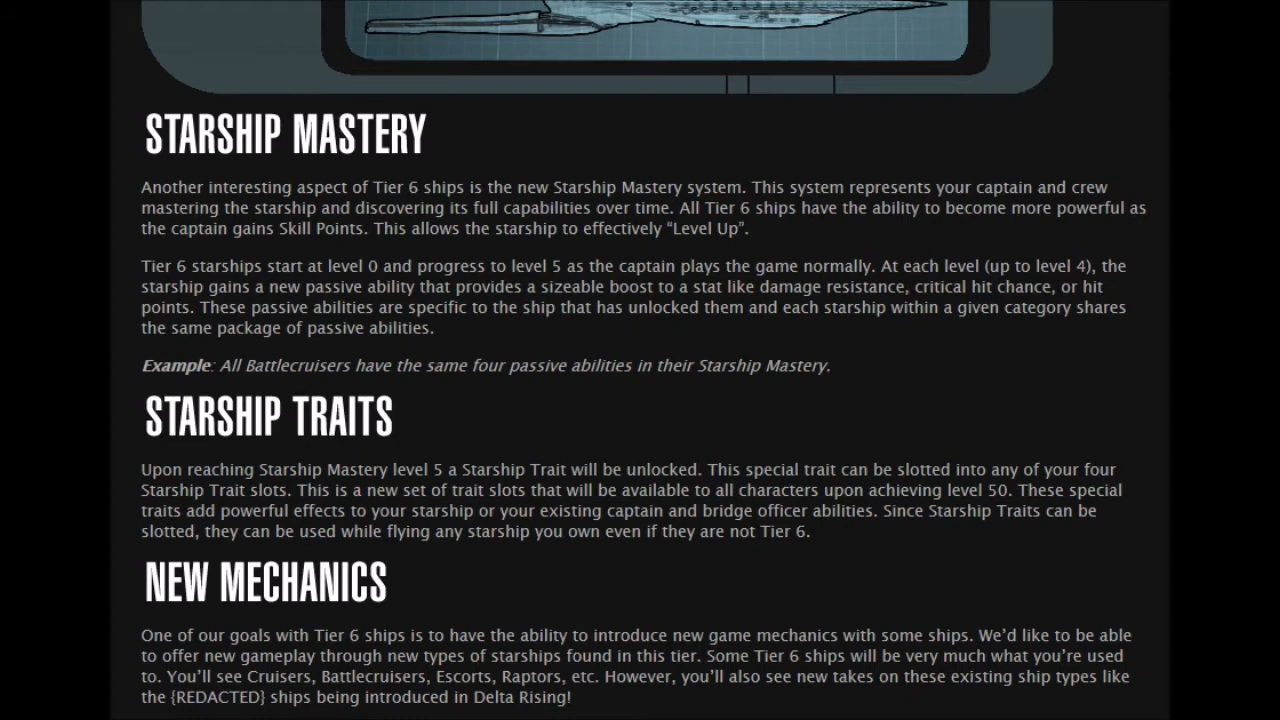 STARSHIP MASTERY
Another interesting aspect of Tier 6 ships is the new Starship Mastery system. This system represents your captain and crew
mastering the starship and discovering its full capabilities over time. All Tier 6 ships have the ability to become more powerful as
the captain gains Skill Points. This allows the starship to effectively “Level Up”.
Tier 6 starships start at level 0 and progress to level 5 as the captain plays the game normally. At each level (up to level 4), the
starship gains a new passive ability that provides a sizeable boost to a stat like damage resistance, critical hit chance, or hit
points. These passive abilities are specific to the ship that has unlocked them and each starship within a given category shares
the same package of passive abilities.
Example: All Battlecruisers have the same four passive abilities in their Starship Mastery.
STARSHIP TRAITS
Upon reaching Starship Mastery level 5 a Starship Trait will be unlocked. This special trait can be slotted into any of your four
Starship Trait slots. This is a new set of trait slots that will be available to all characters upon achieving level 50. These special
traits add powerful effects to your starship or your existing captain and bridge officer abilities. Since Starship Traits can be
slotted, they can be used while flying any starship you own even if they are not Tier 6.
NEW MECHANICS
One of our goals with Tier 6 ships is to have the ability to introduce new game mechanics with some ships. We’d like to be able
to offer new gameplay through new types of starships found in this tier. Some Tier 6 ships will be very much what you’re used
to. You’ll see Cruisers, Battlecruisers, Escorts, Raptors, etc. However, you’ll also see new takes on these existing ship types like
the {REDACTED} ships being introduced in Delta Rising!